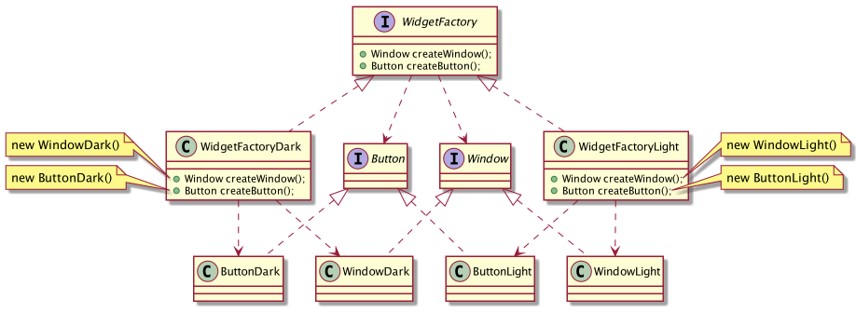 I WidgetFactory
Window createWindow();
Button createButton();
new WindowDark()
new ButtonDark()
C WidgetFactoryDark
Window createWindow();
Button createButton();
I Button
I Window
C WidgetFactoryLight
Window createWindow();
Button createButton();
new WindowLight()
new ButtonLight()
C ButtonDark
C WindowDark
C ButtonLight
C WindowLight